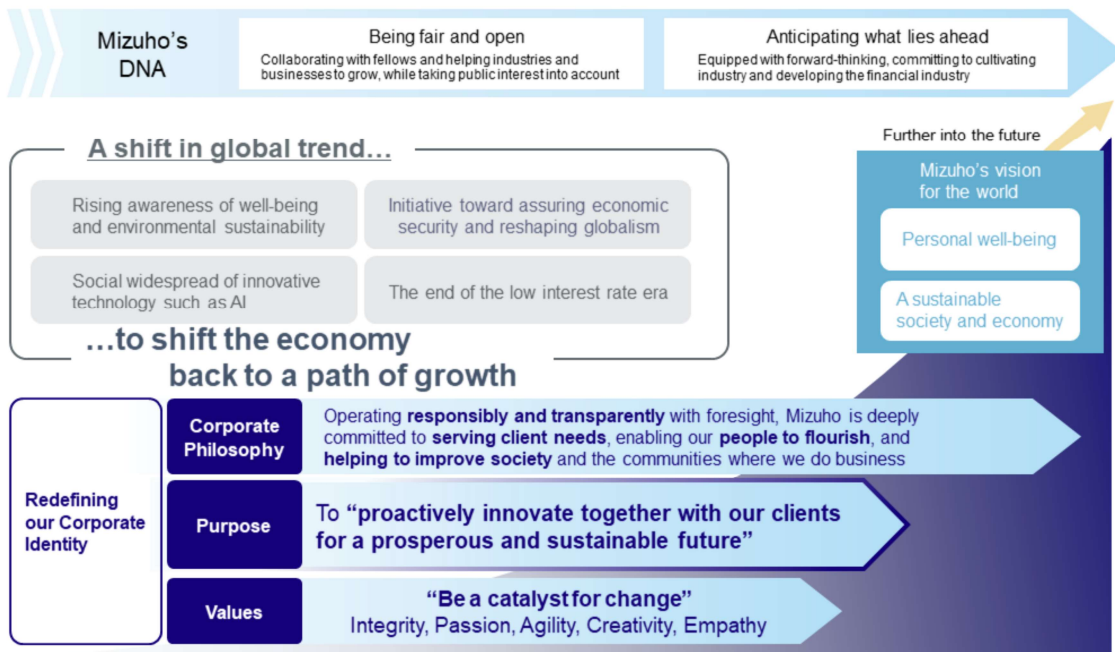 Mizuho's
DNA
Being fair and open
Collaborating with fellows and helping industries and
businesses to grow, while taking public interest into account
Anticipating what lies ahead
Equipped with forward-thinking, committing to cultivating
industry and developing the financial industry
A shift in global trend…
Rising awareness of well-being
and environmental sustainability
Initiative toward assuring economic
security and reshaping globalism
Social widespread of innovative
technology such as AI
The end of the low interest rate era
…to shift the economy
back to a path of growth
Further into the future
Mizuho's vision
for the world
Personal well-being
A sustainable
society and economy
Redefining
our Corporate
Identity
Corporate
Philosophy
Operating responsibly and transparently with foresight, Mizuho is deeply
committed to serving client needs, enabling our people to flourish, and
helping to improve society and the communities where we do business
Purpose
To “proactively innovate together with our clients
for a prosperous and sustainable future”
Values
“Be a catalyst for change”
Integrity, Passion, Agility, Creativity, Empathy